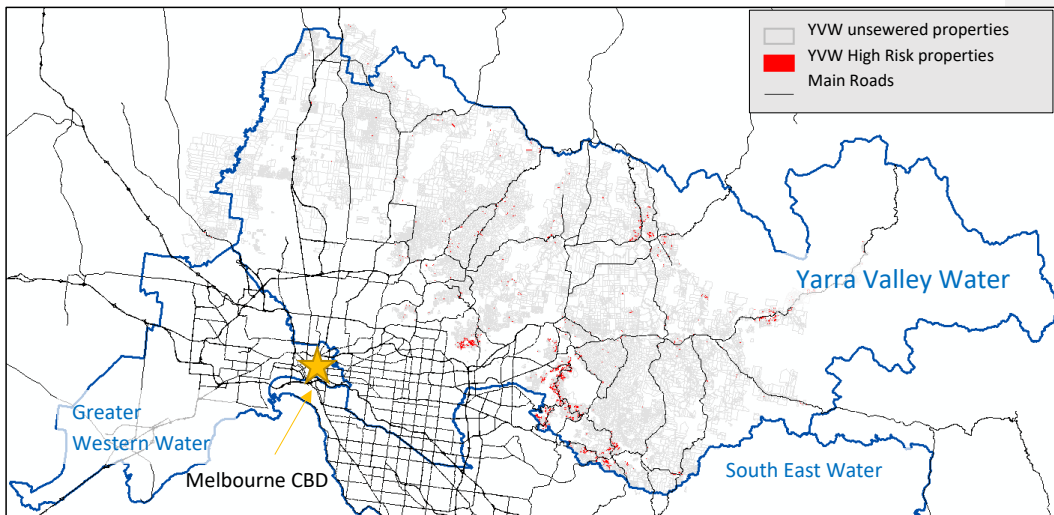 YVW unsewered properties
YVW High Risk properties
Main Roads
Yarra Valley Water
Greater
Western Water
South East Water
Melbourne CBD